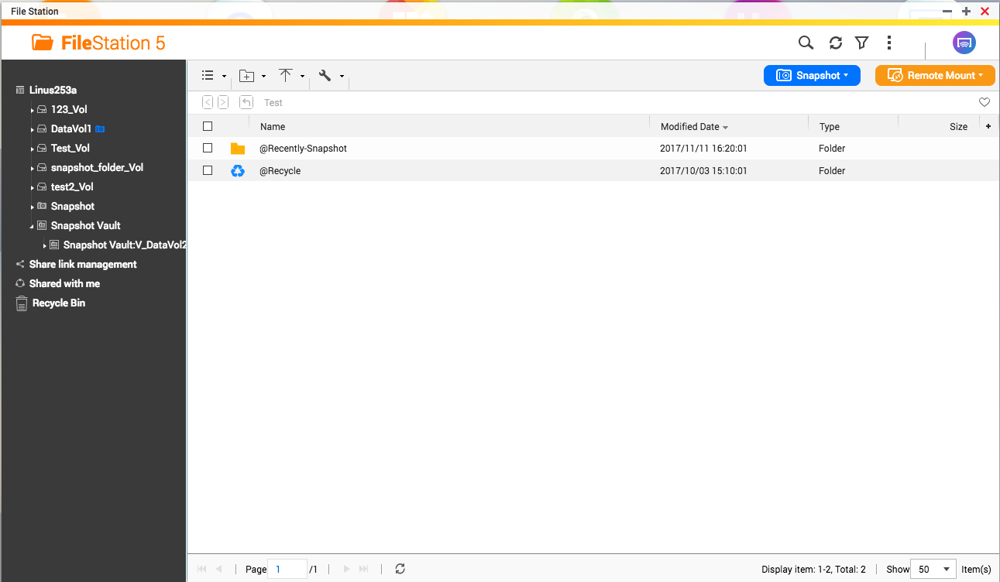 File Station
FileStation 5
Snapshot
Remote Mount
Linus253a
123_Vol
DataVol1
Test_Vol
snapshot_folder_Vol
test2_Vol
Snapshot
Snapshot Vault
Snapshot Vault:V_DataVol2
Share link management
Shared with me
Recycle Bin
Test
Name Modified Date Type Size
@Recently-Snapshot 2017/11/11 16:20:01 Folder
@Recycle 2017/10/03 15:10:01 Folder
Page 1 /1 Display item: 1-2, Total: 2 Show 50 Item(s)